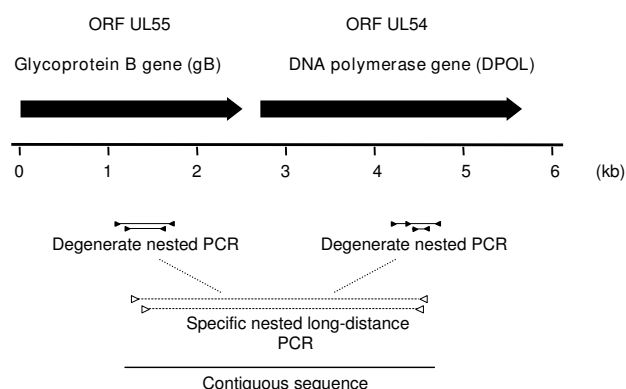 ORF UL55 ORF UL54
Glycoprotein B gene (gB) DNA polymerase gene (DPOL)
0 1 2 3 4 5 6 (kb)
Degenerate nested PCR Degenerate nested PCR
Specific nested long-distance
PCR
Contiguous sequence